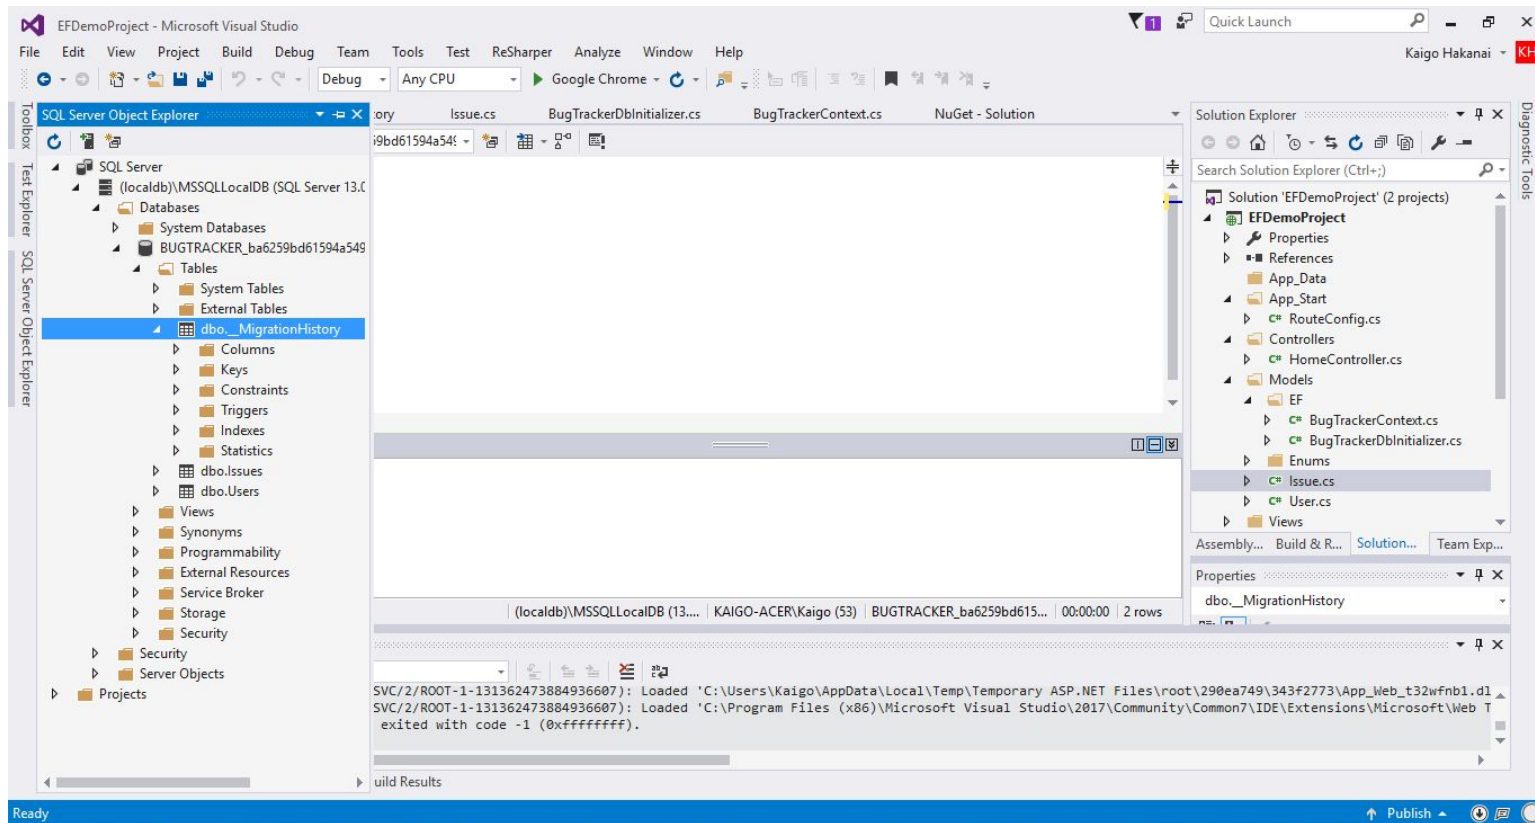 EFDemoProject - Microsoft Visual Studio
1
Quick Launch
File Edit View Project Build Debug Team Tools Test ReSharper Analyze Window Help
Kaigo Hakanai
KH
Debug
Any CPU
Google Chrome
Toolbox
Test Explorer
SQL Server Object Explorer
SQL Server Object Explorer
SQL Server
(localdb)\MSSQLLocalDB (SQL Server 13.0
Databases
System Databases
BUGTRACKER_ba6259bd61594a549
Tables
System Tables
External Tables
dbo.__MigrationHistory
Columns
Keys
Constraints
Triggers
Indexes
Statistics
dbo.Issues
dbo.Users
Views
Synonyms
Programmability
External Resources
Service Broker
Storage
Security
Security
Server Objects
Projects
ory Issue.cs BugTrackerDbInitializer.cs BugTrackerContext.cs NuGet - Solution
(localdb)\MSSQLLocalDB (13.... KAIGO-ACER\Kaigo (53) BUGTRACKER_ba6259bd615... 00:00:00 2 rows
SVC/2/ROOT-1-131362473884936607): Loaded 'C:\Users\Kaigo\AppData\Local\Temp\Temporary ASP.NET Files\root\290ea749\343f2773\App_Web_t32wfnb1.dl
SVC/2/ROOT-1-131362473884936607): Loaded 'C:\Program Files (x86)\Microsoft Visual Studio\2017\Community\Common7\IDE\Extensions\Microsoft\Web T
exited with code -1 (0xffffffff).
uild Results
Solution Explorer
Search Solution Explorer (Ctrl+;)
Solution 'EFDemoProject' (2 projects)
EFDemoProject
Properties
References
App_Data
App_Start
C# RouteConfig.cs
Controllers
C# HomeController.cs
Models
EF
C# BugTrackerContext.cs
C# BugTrackerDbInitializer.cs
Enums
C# Issue.cs
C# User.cs
Views
Assembly... Build & R... Solution... Team Exp...
Properties
dbo.__MigrationHistory
Diagnostic Tools
Ready
Publish